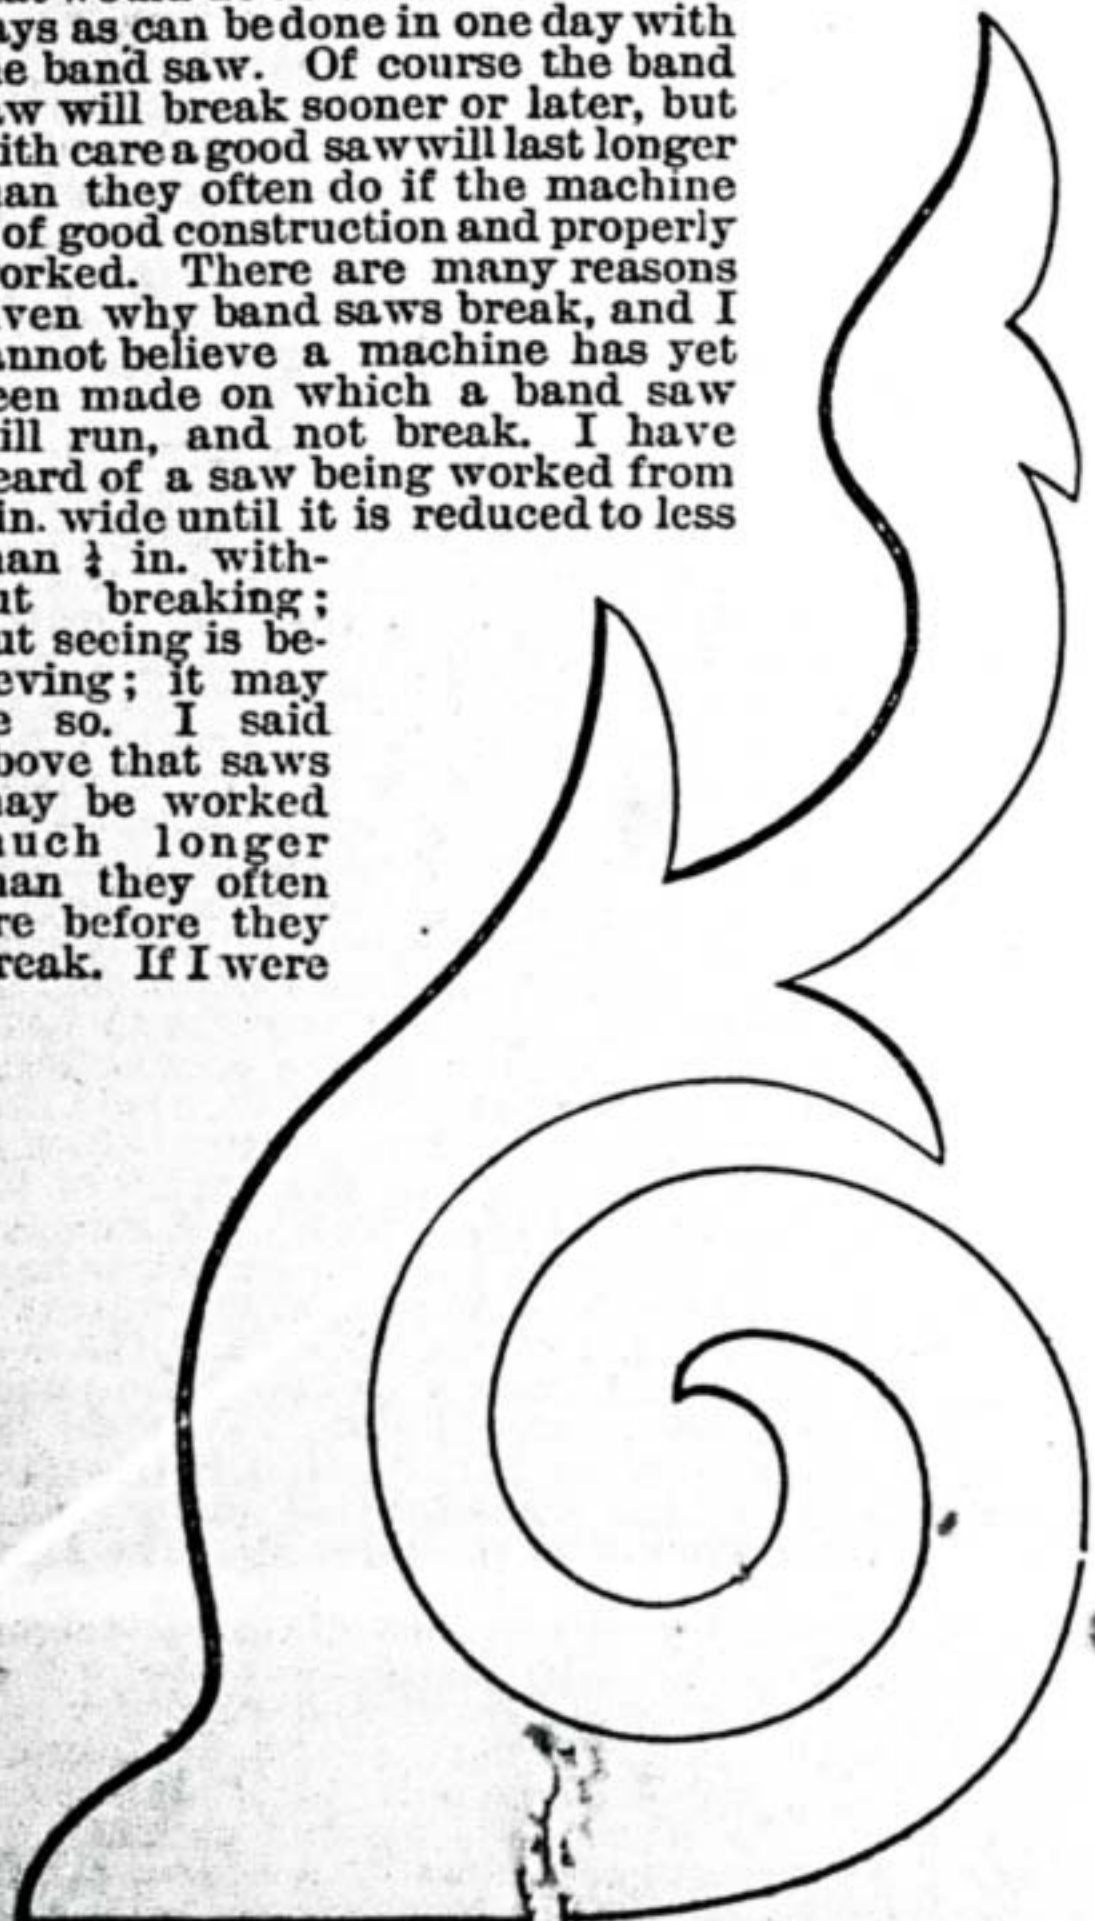 ays as can be done in one day with
e band saw. Of course the band
w will break sooner or later, but
ith care a good saw will last longer
an they often do if the machine
of good construction and properly
orked. There are many reasons
ven why band saws break, and I
annot believe a machine has yet
een made on which a band saw
ill run, and not break. I have
eard of a saw being worked from
in. wide until it is reduced to less
an in. with-
ut breaking;
ut seeing is be-
eving; it may
e so. I said
bove that saws
ay be worked
uch longer
an they often
re before they
reak. If I were